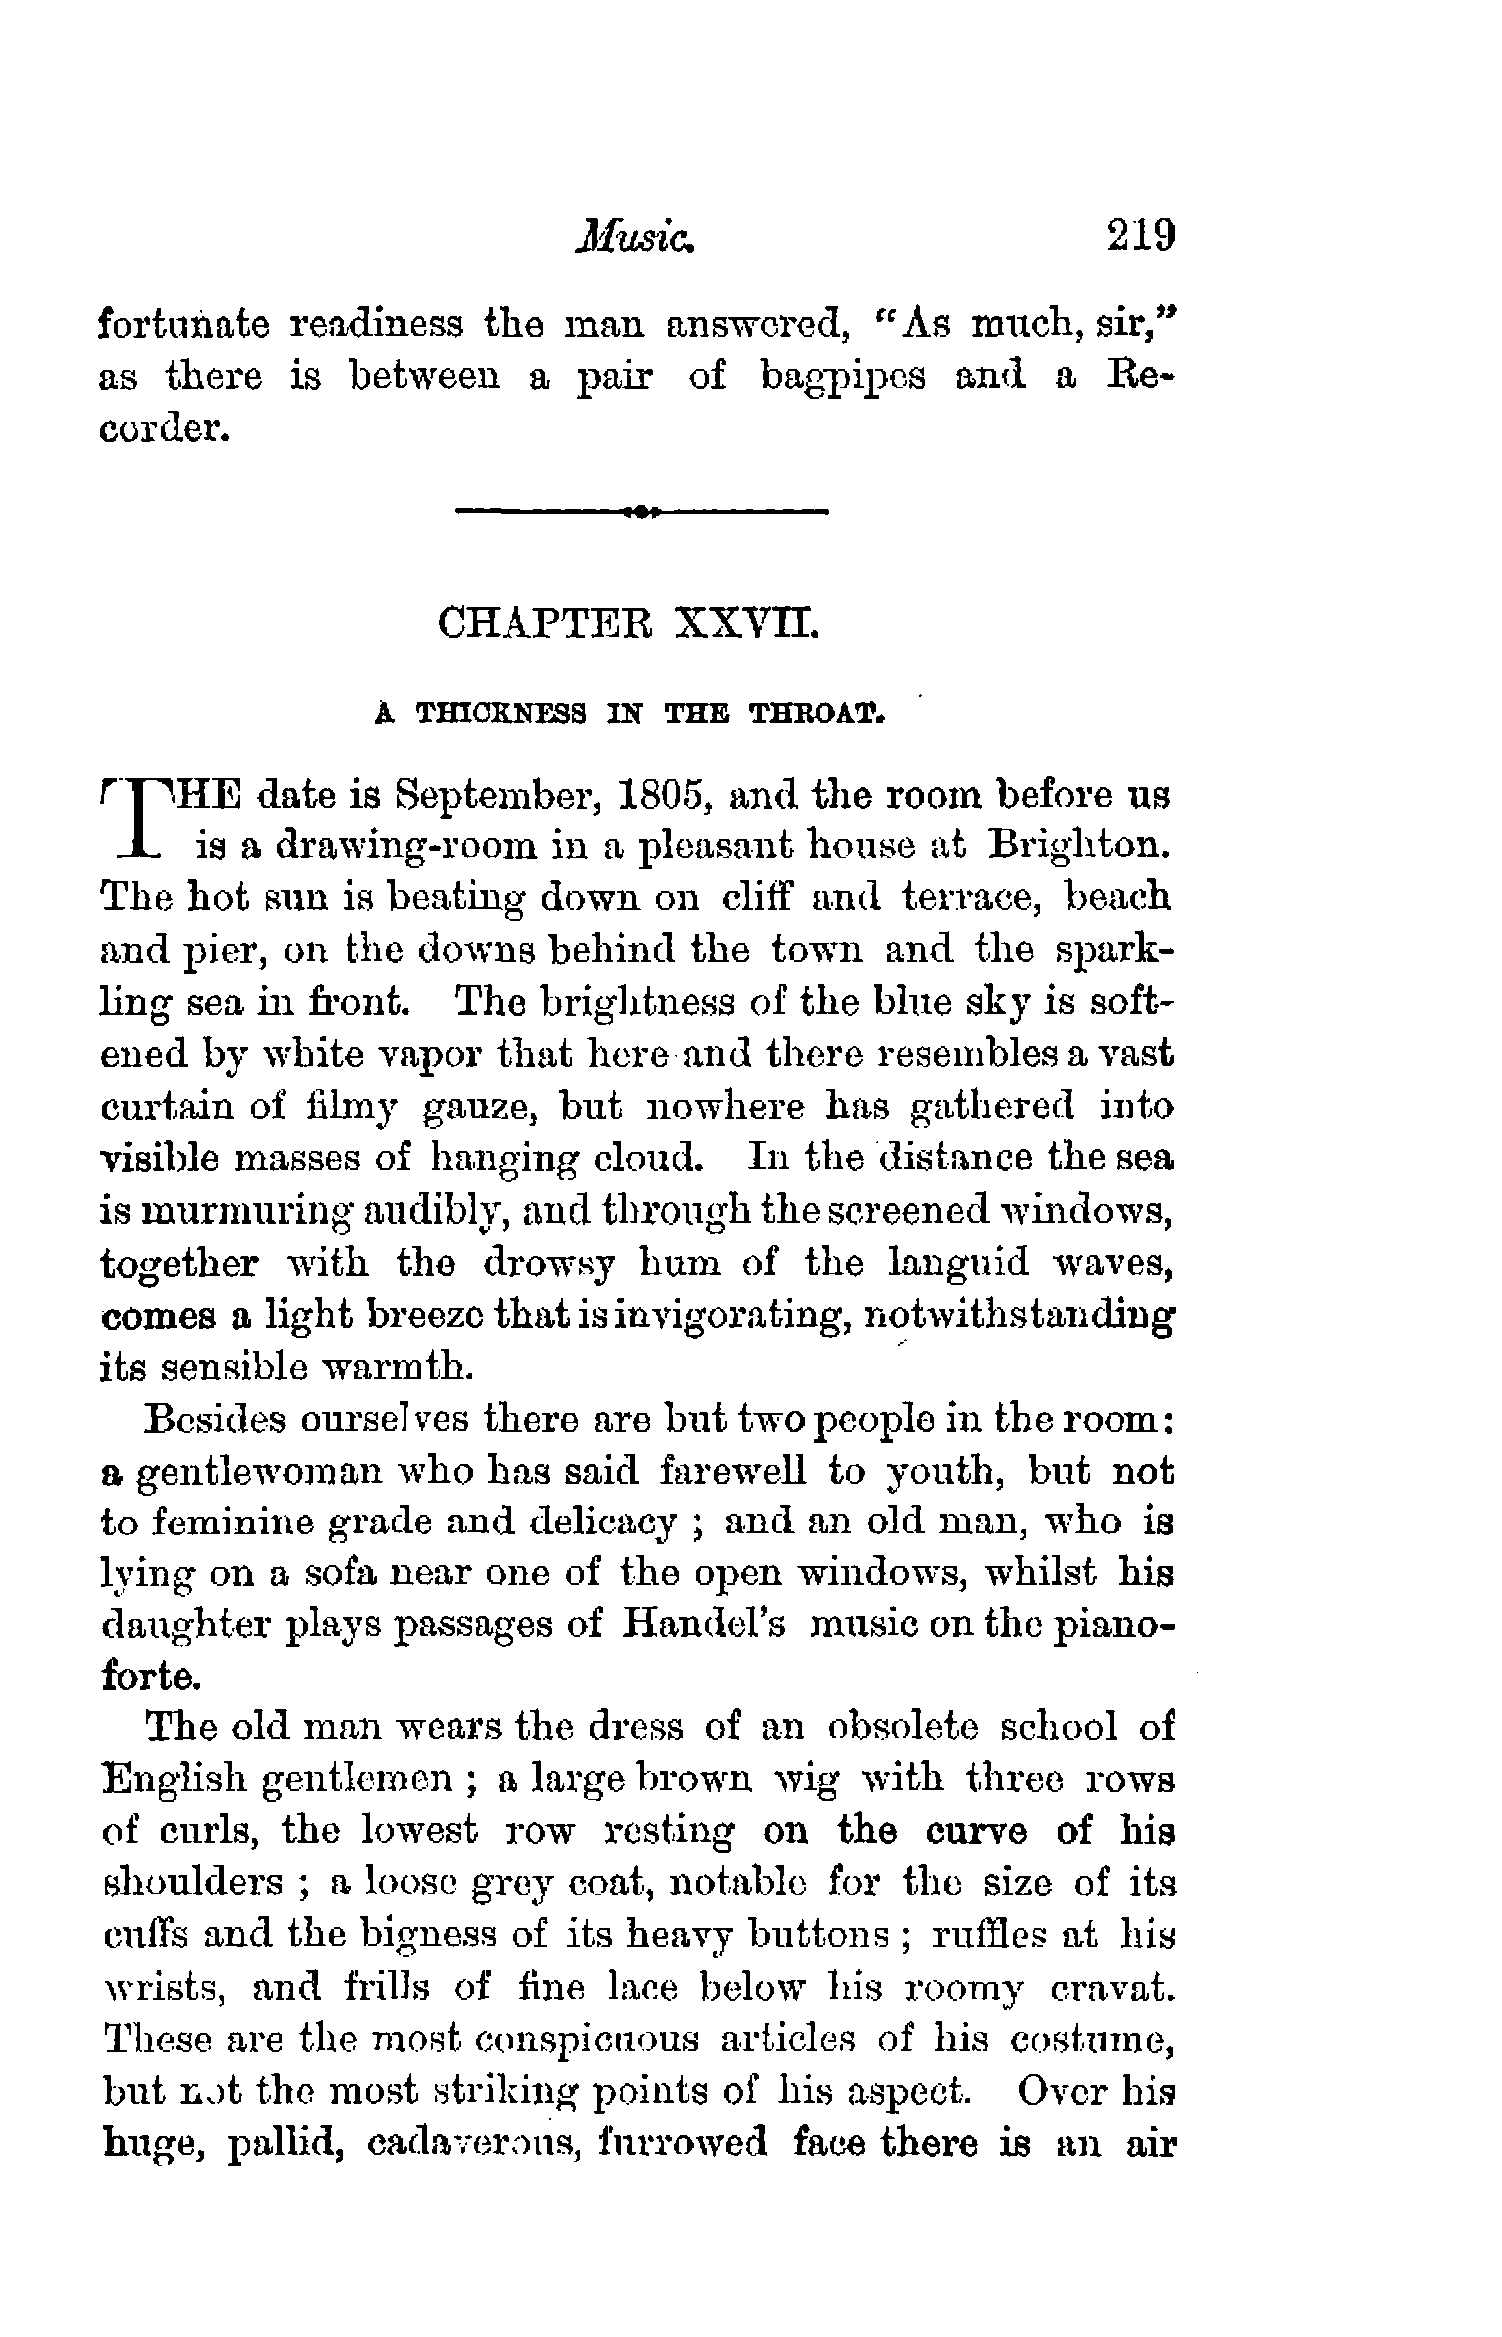 Music. 219
fortunate readiness the man answered, “As much, sir,”
as there is between a pair of bagpipes and a Re-
corder.
CHAPTER XXVII.
A THICKNESS IN THE THROAT.
THE date is September, 1805, and the room before us
is a drawing-room in a pleasant house at Brighton.
The hot sun is beating down on cliff and terrace, beach
and pier, on the downs behind the town and the spark-
ling sea in front. The brightness of the blue sky is soft-
ened by white vapor that here and there resembles a vast
curtain of filmy gauze, but nowhere has gathered into
visible masses of hanging cloud. In the distance the sea
is murmuring audibly, and through the screened windows,
together with the drowsy hum of the languid waves,
comes a light breeze that is invigorating, notwithstanding
its sensible warmth.
Besides ourselves there are but two people in the room:
a gentlewoman who has said farewell to youth, but not
to feminine grade and delicacy ; and an old man, who is
lying on a sofa near one of the open windows, whilst his
daughter plays passages of Handel's music on the piano-
forte.
The old man wears the dress of an obsolete school of
English gentlemen ; a large brown wig with three rows
of curls, the lowest row resting on the curve of his
shoulders ; a loose grey coat, notable for the size of its
cuffs and the bigness of its heavy buttons ; ruffles at his
wrists, and frills of fine lace below his roomy cravat.
These are the most conspicuous articles of his costume,
but not the most striking points of his aspect. Over his
huge, pallid, cadaverous, furrowed face there is an air